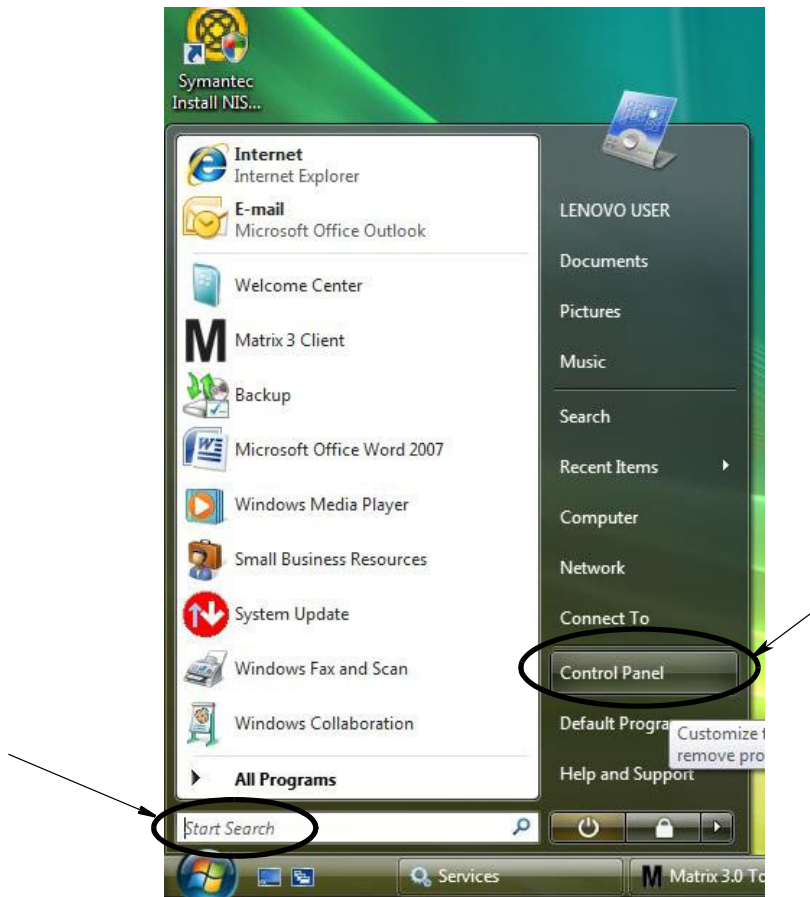 Symantec
Install NIS...
Internet
Internet Explorer
E-mail
Microsoft Office Outlook
Welcome Center
M
Matrix 3 Client
Backup
Microsoft Office Word 2007
Windows Media Player
Small Business Resources
System Update
Windows Fax and Scan
Windows Collaboration
All Programs
Start Search
LENOVO USER
Documents
Pictures
Music
Search
Recent Items
Computer
Network
Connect To
Control Panel
Default Progra
Customize t
remove pro
Help and Support
Services
M Matrix 3.0 To